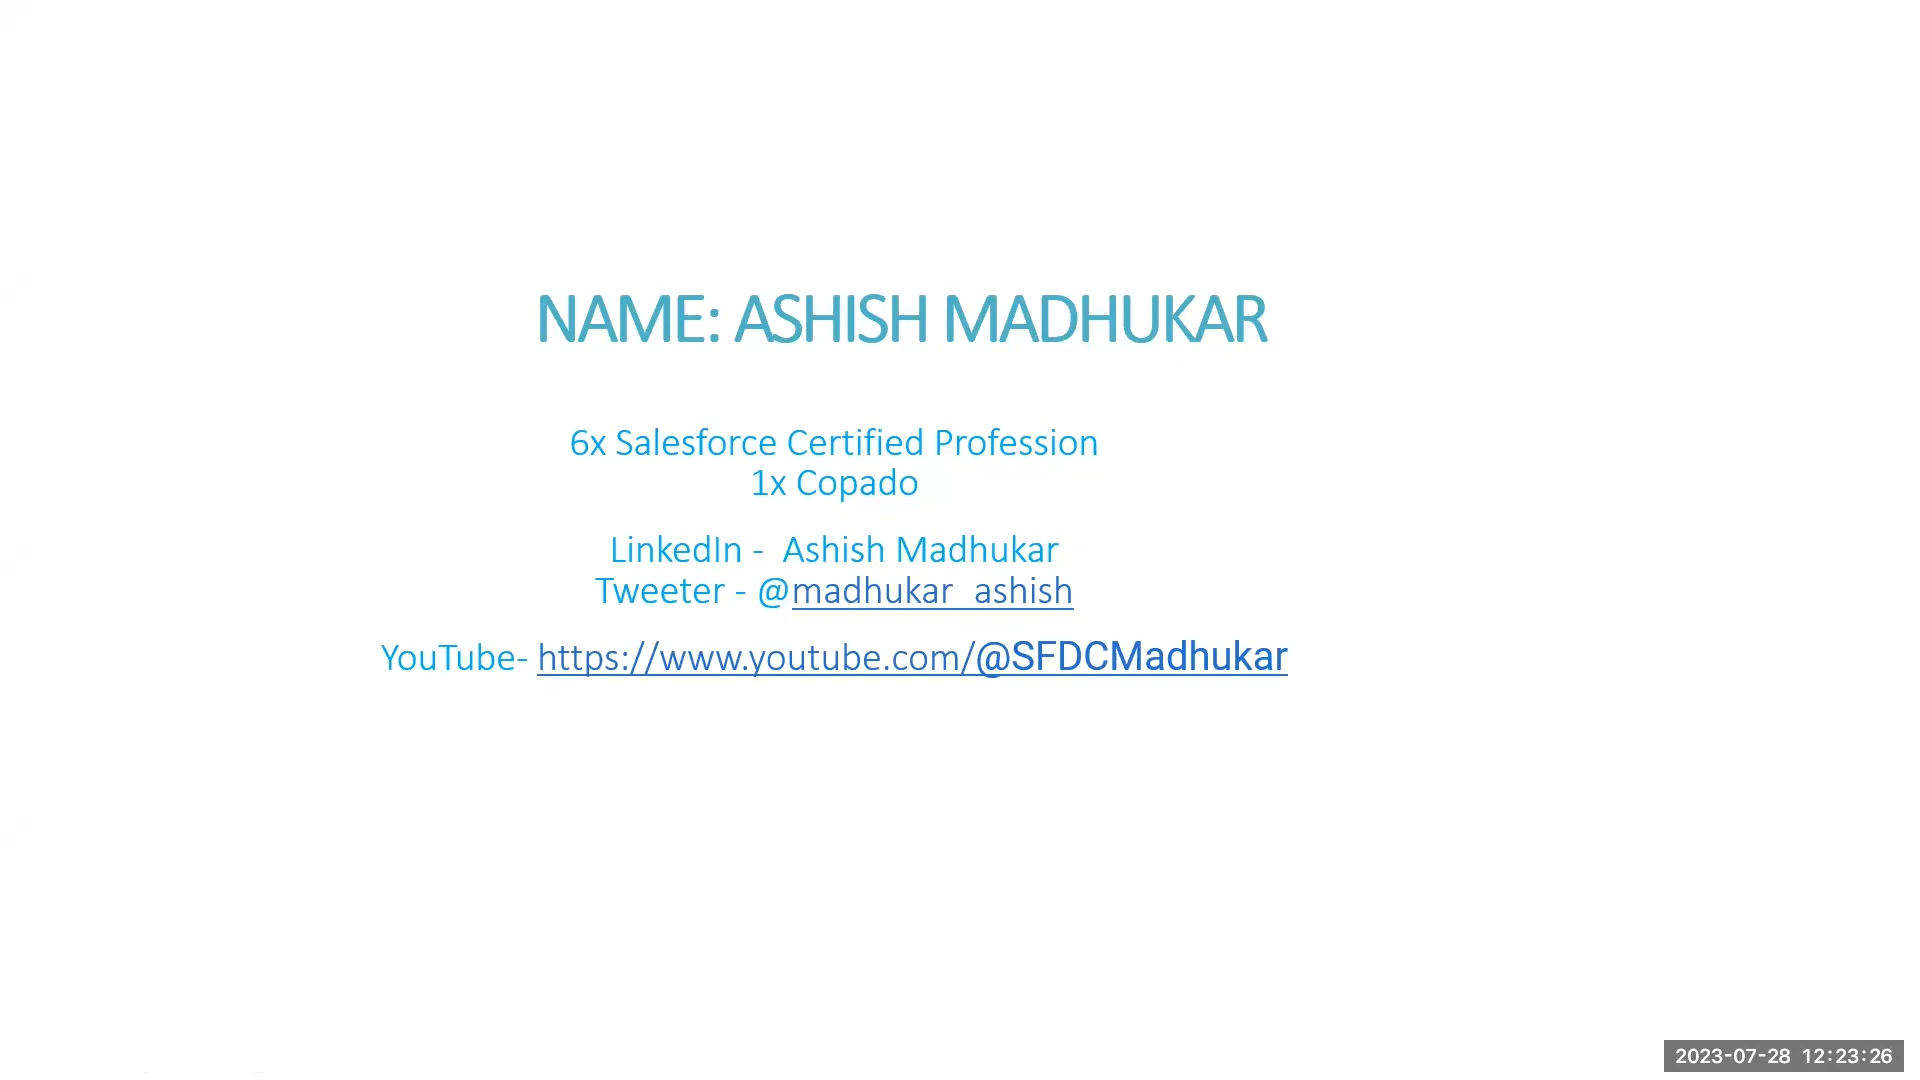 NAME: ASHISH MADHUKAR
6x Salesforce Certified Profession
1x Copado
LinkedIn -  Ashish Madhukar
Tweeter - @madhukar_ashish
YouTube- https://www.youtube.com/@SFDCMadhukar
2023-07-28  12:23:26